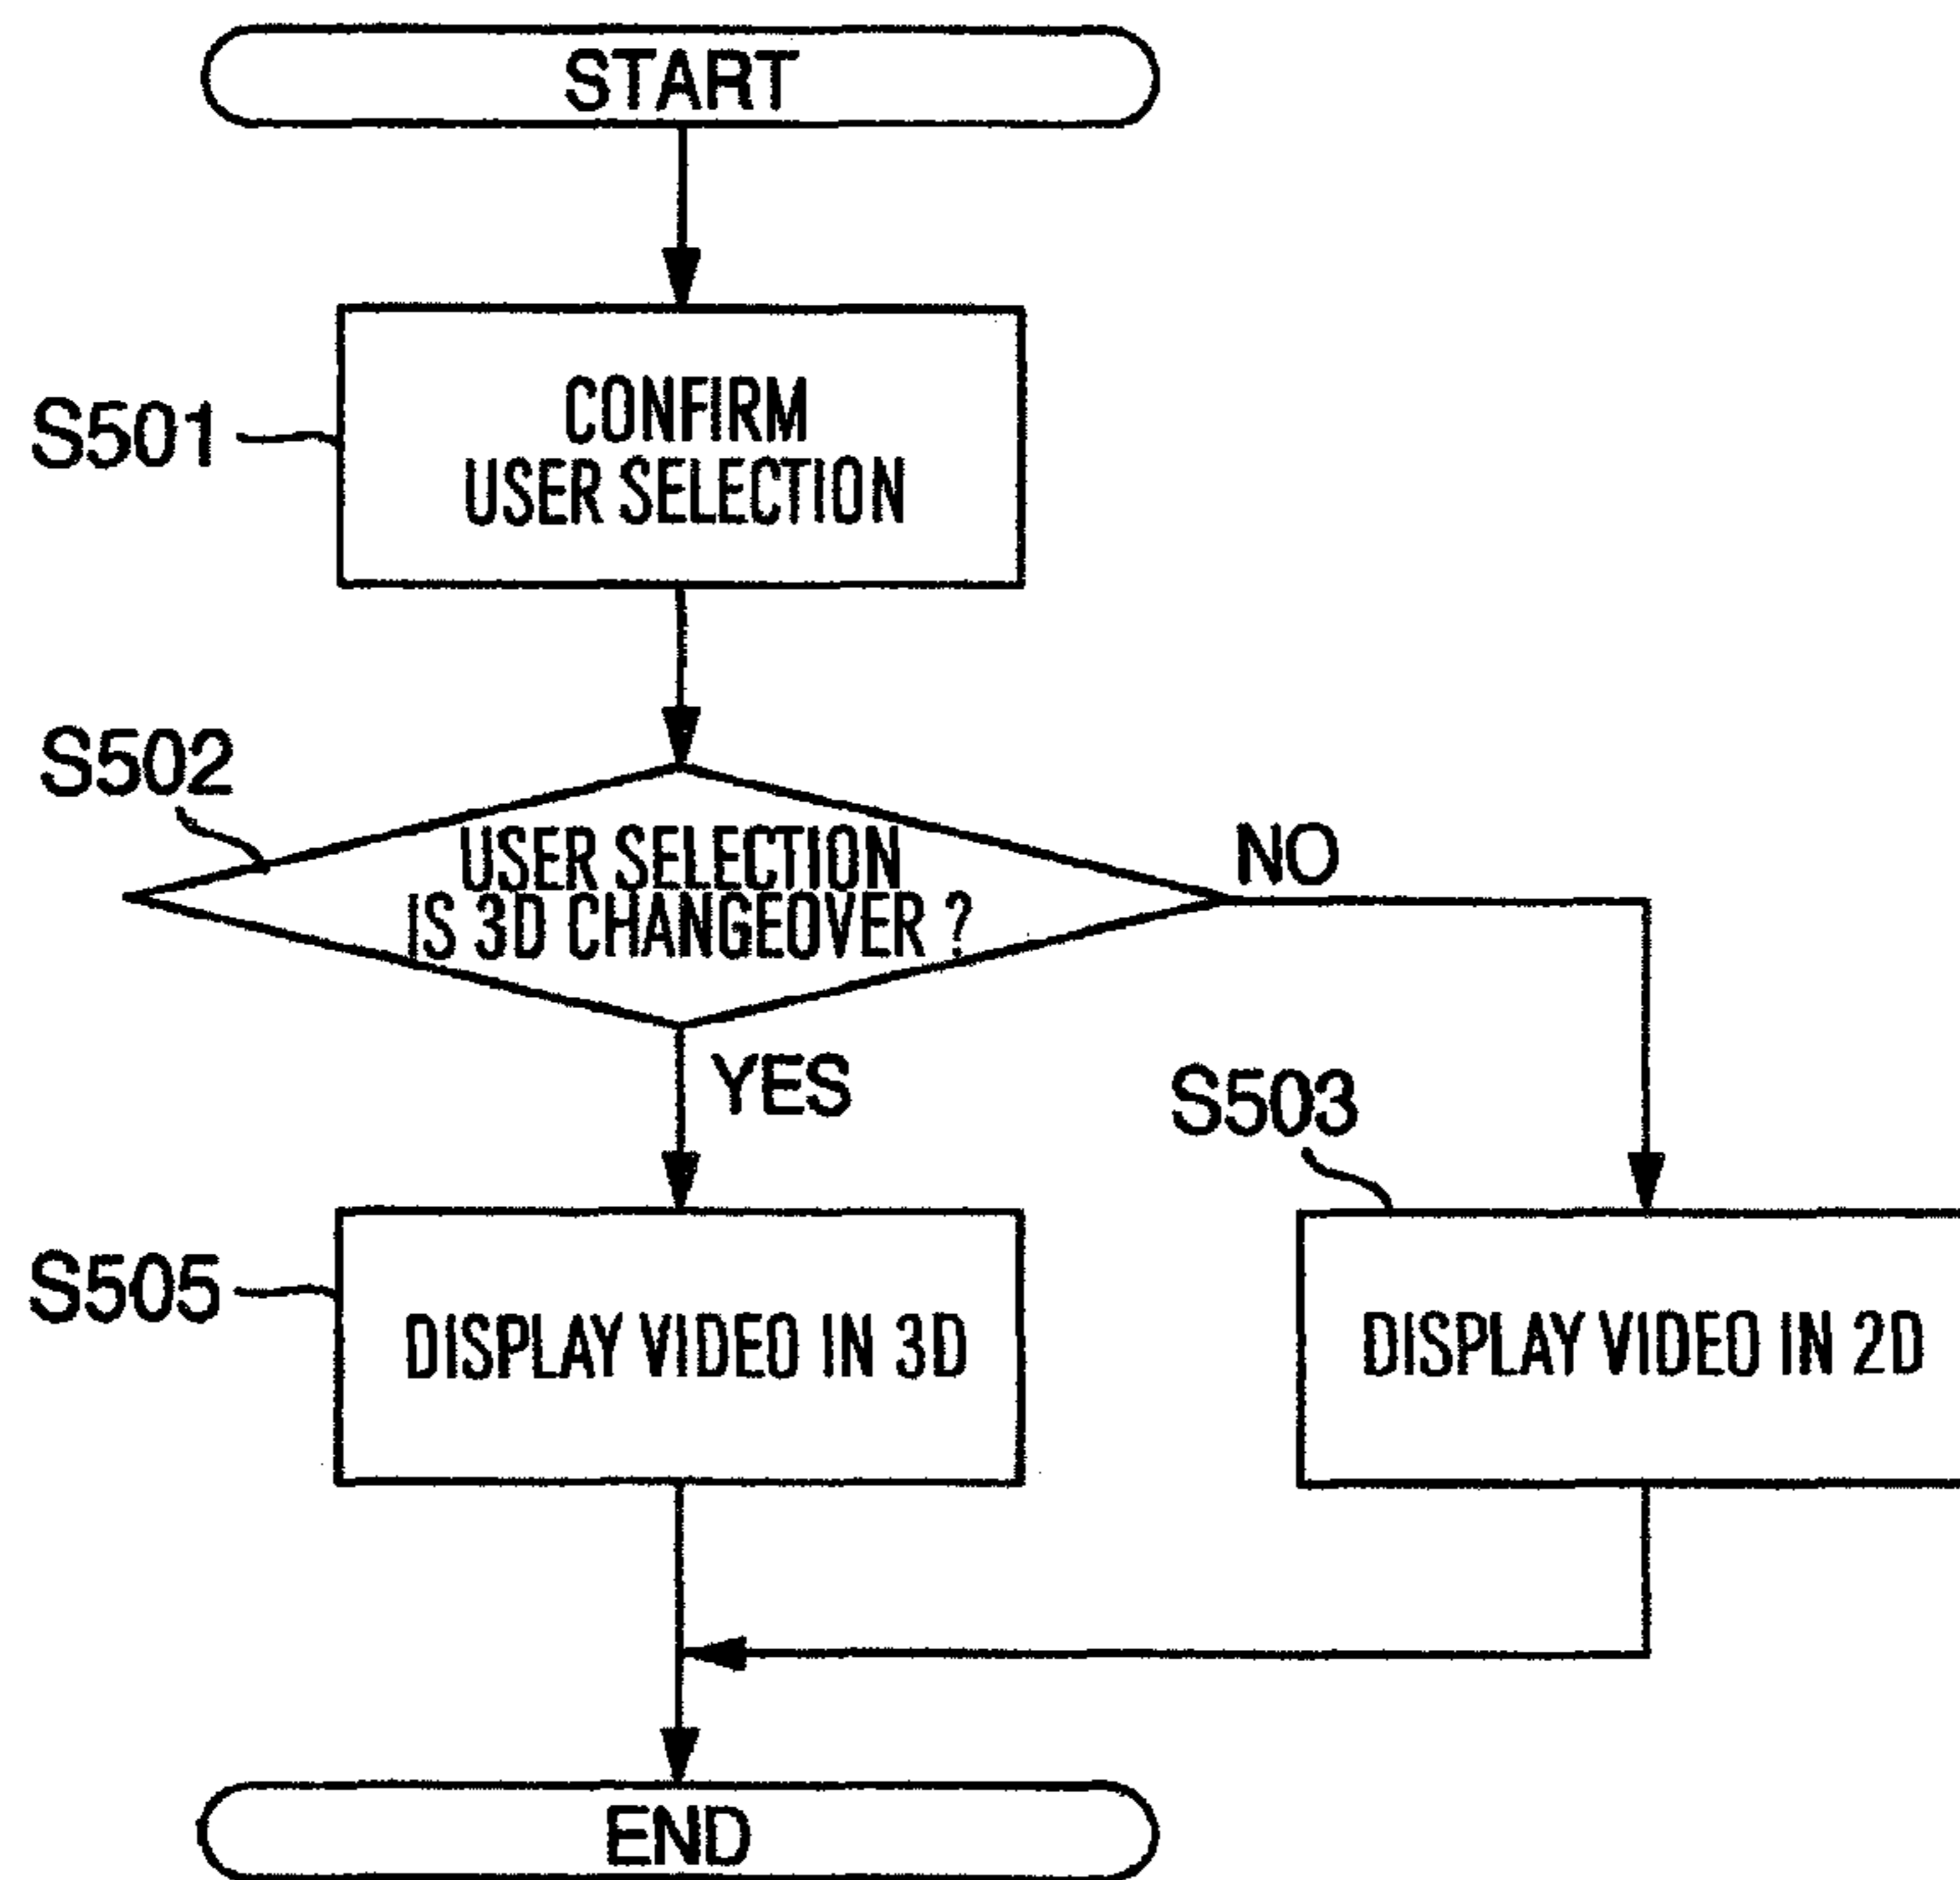 START
S501
CONFIRM
USER SELECTION
S502
USER SELECTION
IS 3D CHANGEOVER ?
NO
YES
S503
S505
DISPLAY VIDEO IN 3D
DISPLAY VIDEO IN 2D
END